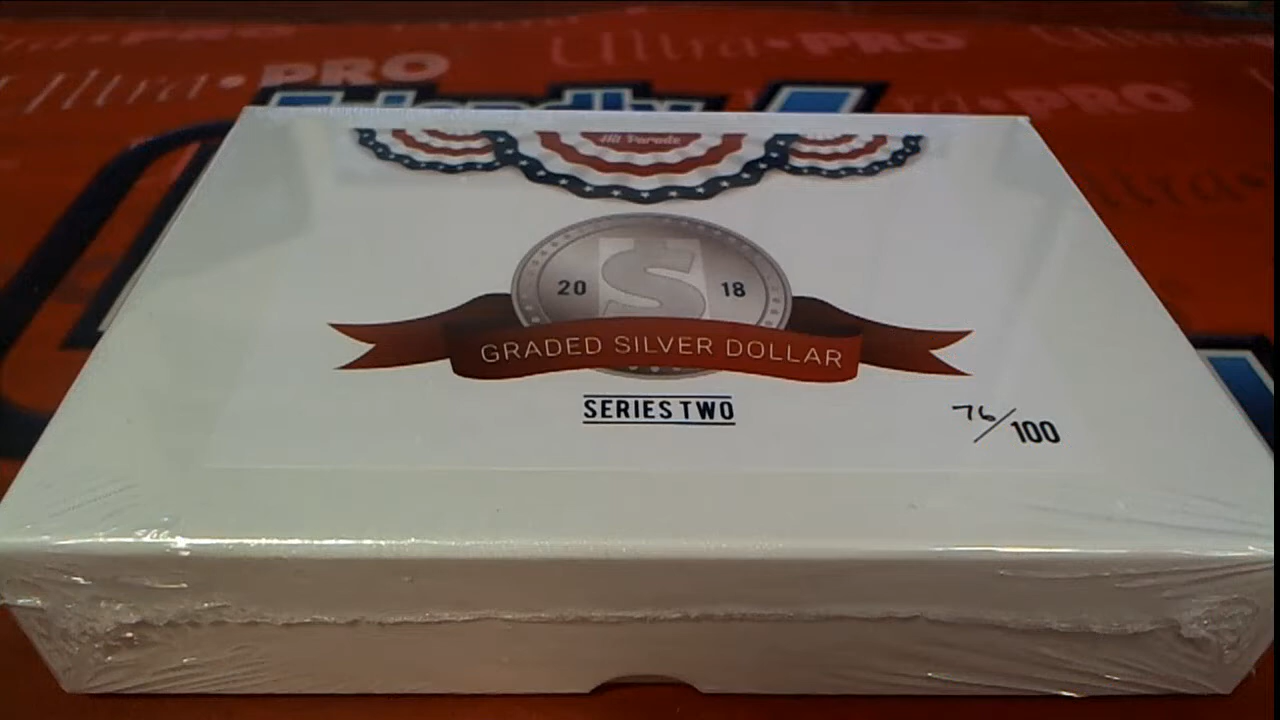 Ultra•PRO
Ultra•PRO
Ultra•PRO
Hit Parade
20 18
GRADED SILVER DOLLAR
SERIES TWO
76/100